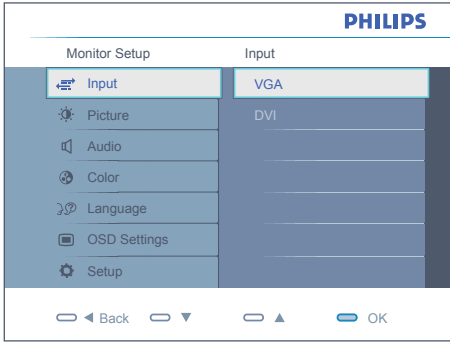 PHILIPS
Monitor Setup Input
Input VGA
Picture DVI
Audio
Color
Language
OSD Settings
Setup
Back OK